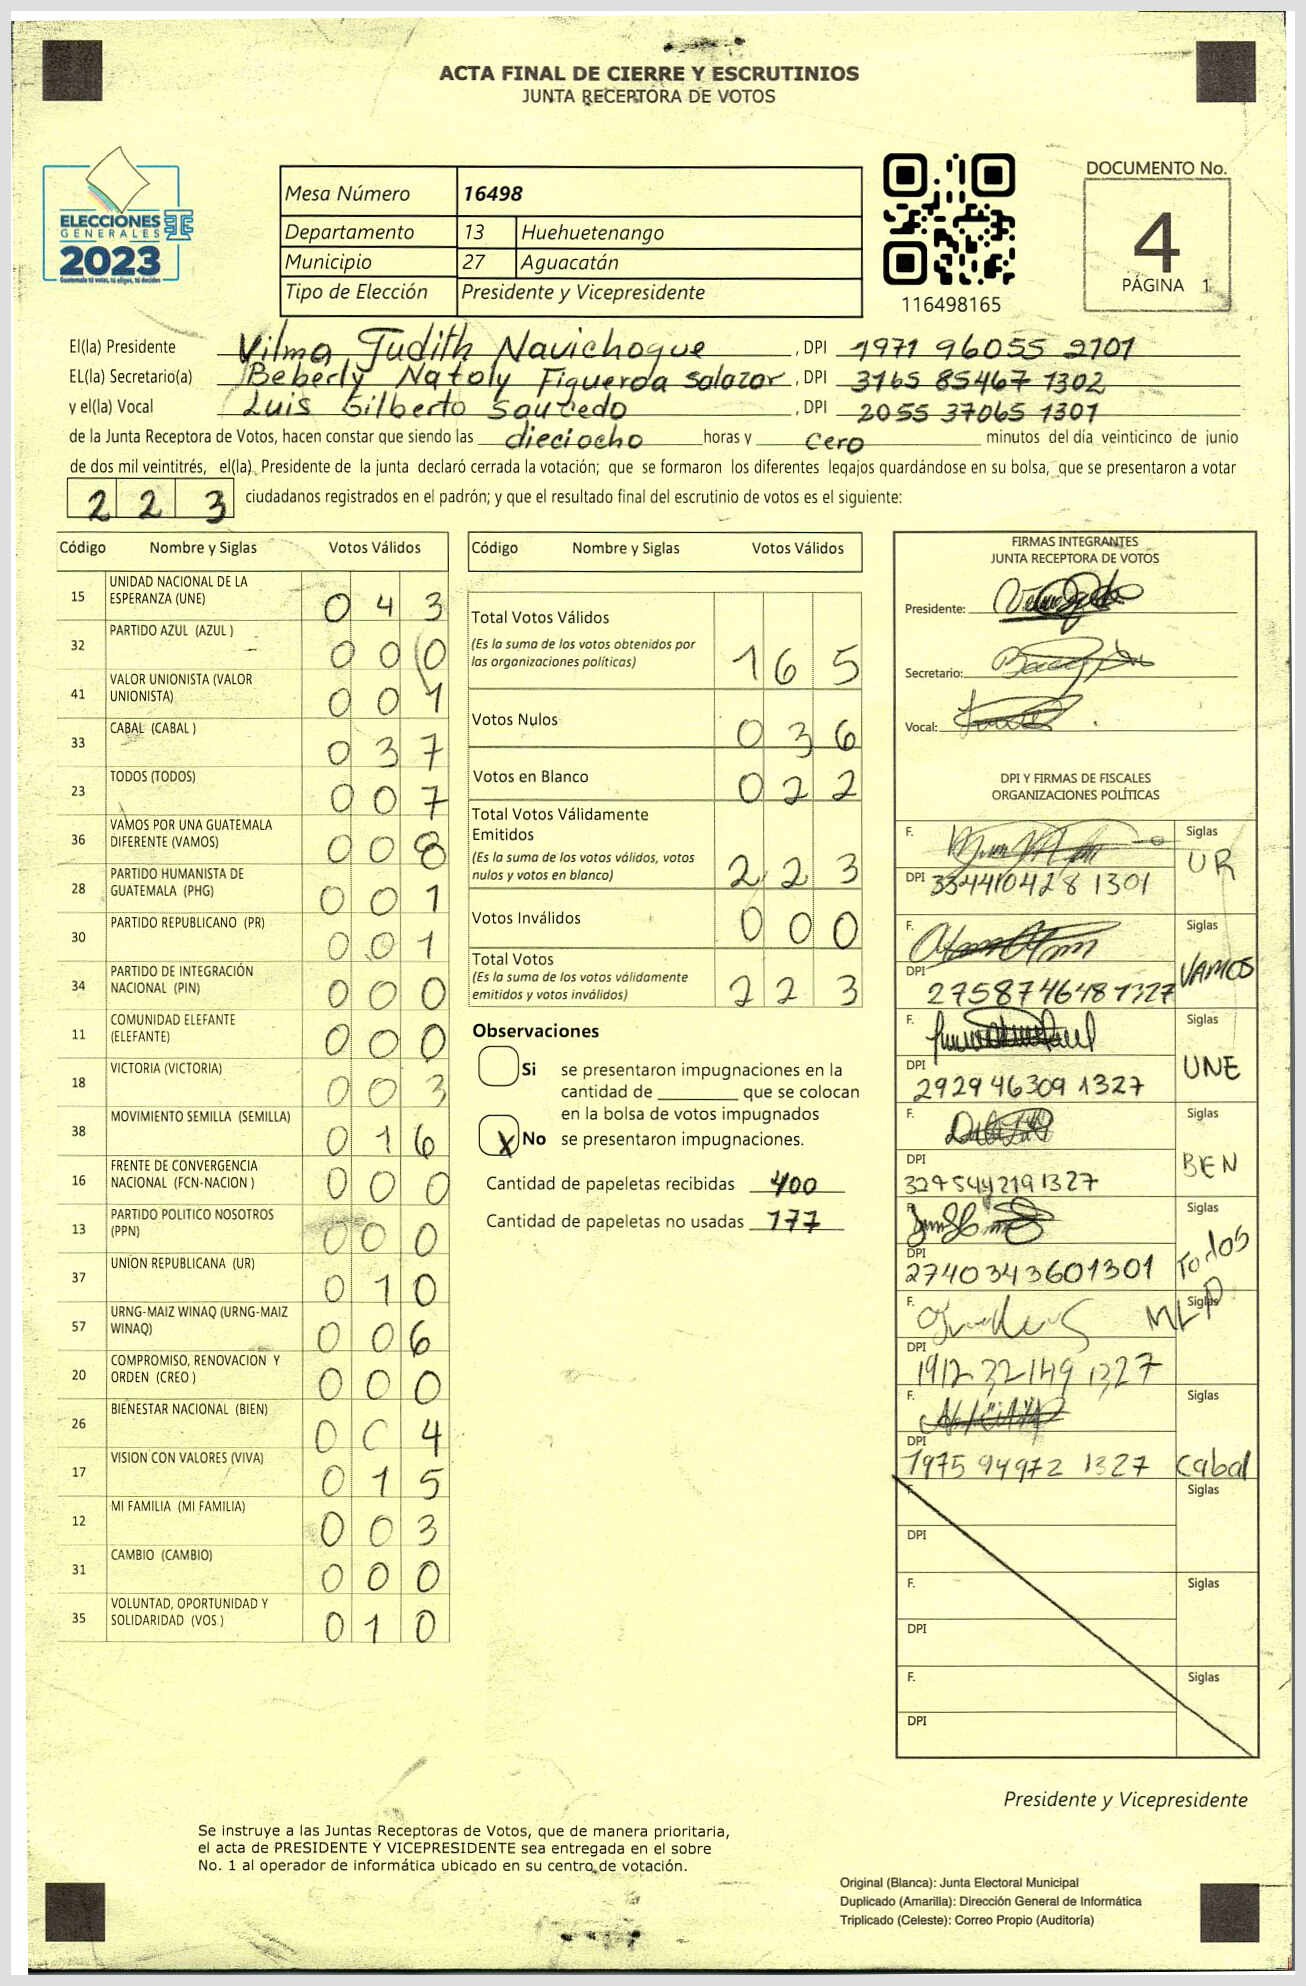 ACTA FINAL DE CIERRE Y ESCRUTINIOS
JUNTA RECEPTORA DE VOTOS
ELECCIONES
GENERALES
2023
Guatemala tú votas, tú eliges, tú decides
Mesa Número 16498
Departamento 13 Huehuetenango
Municipio 27 Aguacatán
Tipo de Elección Presidente y Vicepresidente
116498165
DOCUMENTO No.
4
PÁGINA 1
El(la) Presidente Vilma Judith Navichoque , DPI 1971 96055 2101
EL(la) Secretario(a) Beberly Nataly Figueroa Salazar , DPI 3165 85467 1302
y el(la) Vocal Luis Gilberto Saucedo , DPI 2055 37065 1301
de la Junta Receptora de Votos, hacen constar que siendo las dieciocho horas y cero minutos del día veinticinco de junio
de dos mil veintitrés, el(la) Presidente de la junta declaró cerrada la votación; que se formaron los diferentes legajos quardándose en su bolsa, que se presentaron a votar
2 2 3 ciudadanos registrados en el padrón; y que el resultado final del escrutinio de votos es el siguiente:
Código Nombre y Siglas Votos Válidos
15 UNIDAD NACIONAL DE LA ESPERANZA (UNE) 0 4 3
32 PARTIDO AZUL (AZUL ) 0 0 0
41 VALOR UNIONISTA (VALOR UNIONISTA) 0 0 1
33 CABAL (CABAL ) 0 3 7
23 TODOS (TODOS) 0 0 7
36 VAMOS POR UNA GUATEMALA DIFERENTE (VAMOS) 0 0 8
28 PARTIDO HUMANISTA DE GUATEMALA (PHG) 0 0 1
30 PARTIDO REPUBLICANO (PR) 0 0 1
34 PARTIDO DE INTEGRACIÓN NACIONAL (PIN) 0 0 0
11 COMUNIDAD ELEFANTE (ELEFANTE) 0 0 0
18 VICTORIA (VICTORIA) 0 0 3
38 MOVIMIENTO SEMILLA (SEMILLA) 0 1 6
16 FRENTE DE CONVERGENCIA NACIONAL (FCN-NACION ) 0 0 0
13 PARTIDO POLITICO NOSOTROS (PPN) 0 0 0
37 UNION REPUBLICANA (UR) 0 1 0
57 URNG-MAIZ WINAQ (URNG-MAIZ WINAQ) 0 0 6
20 COMPROMISO, RENOVACION Y ORDEN (CREO ) 0 0 0
26 BIENESTAR NACIONAL (BIEN) 0 0 4
17 VISION CON VALORES (VIVA) 0 1 5
12 MI FAMILIA (MI FAMILIA) 0 0 3
31 CAMBIO (CAMBIO) 0 0 0
35 VOLUNTAD, OPORTUNIDAD Y SOLIDARIDAD (VOS ) 0 1 0
Código Nombre y Siglas Votos Válidos
Total Votos Válidos 1 6 5
(Es la suma de los votos obtenidos por
las organizaciones políticas)
Votos Nulos 0 3 6
Votos en Blanco 0 2 2
Total Votos Válidamente
Emitidos 2 2 3
(Es la suma de los votos válidos, votos
nulos y votos en blanco)
Votos Inválidos 0 0 0
Total Votos 2 2 3
(Es la suma de los votos válidamente
emitidos y votos inválidos)
Observaciones
Si se presentaron impugnaciones en la
cantidad de ________ que se colocan
en la bolsa de votos impugnados
X No se presentaron impugnaciones.
Cantidad de papeletas recibidas 400
Cantidad de papeletas no usadas 177
FIRMAS INTEGRANTES
JUNTA RECEPTORA DE VOTOS
Presidente:
Secretario:
Vocal:
DPI Y FIRMAS DE FISCALES
ORGANIZACIONES POLÍTICAS
F. Siglas UR
DPI 334410428 1301
F. Siglas VAMOS
DPI 275874648 1327
F. Siglas UNE
DPI 2929 46309 1327
F. Siglas BEN
DPI 329544219 1327
F. Siglas Todos
DPI 2740343601301
F. Siglas MLP
DPI 1912 32149 1327
F. Siglas Cabal
DPI 1975 94972 1327
F. Siglas
DPI
F. Siglas
DPI
F. Siglas
DPI
Presidente y Vicepresidente
Se instruye a las Juntas Receptoras de Votos, que de manera prioritaria,
el acta de PRESIDENTE Y VICEPRESIDENTE sea entregada en el sobre
No. 1 al operador de informática ubicado en su centro de votación.
Original (Blanca): Junta Electoral Municipal
Duplicado (Amarilla): Dirección General de Informática
Triplicado (Celeste): Correo Propio (Auditoría)